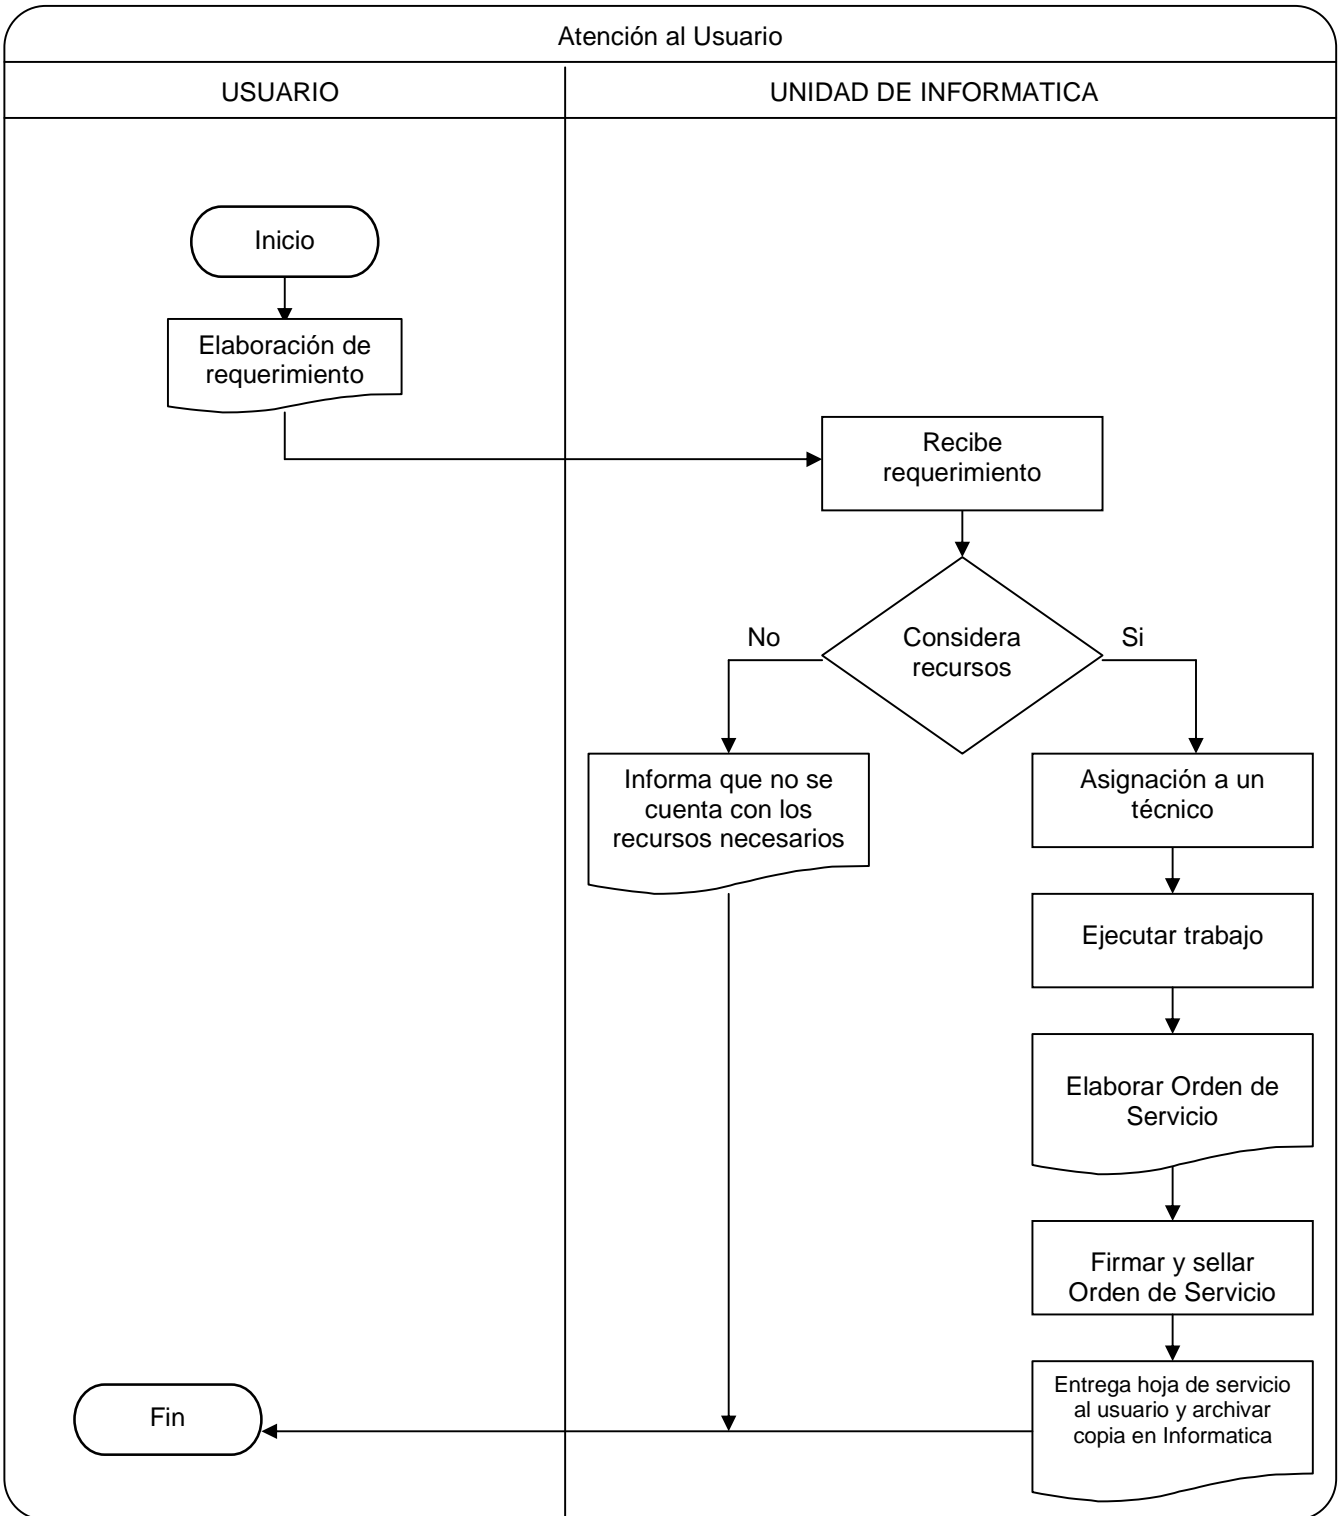 Atención al Usuario
USUARIO
UNIDAD DE INFORMATICA
Inicio
Elaboración de
requerimiento
Recibe
requerimiento
Considera
recursos
No
Si
Informa que no se
cuenta con los
recursos necesarios
Asignación a un
técnico
Ejecutar trabajo
Elaborar Orden de
Servicio
Firmar y sellar
Orden de Servicio
Entrega hoja de servicio
al usuario y archivar
copia en Informatica
Fin